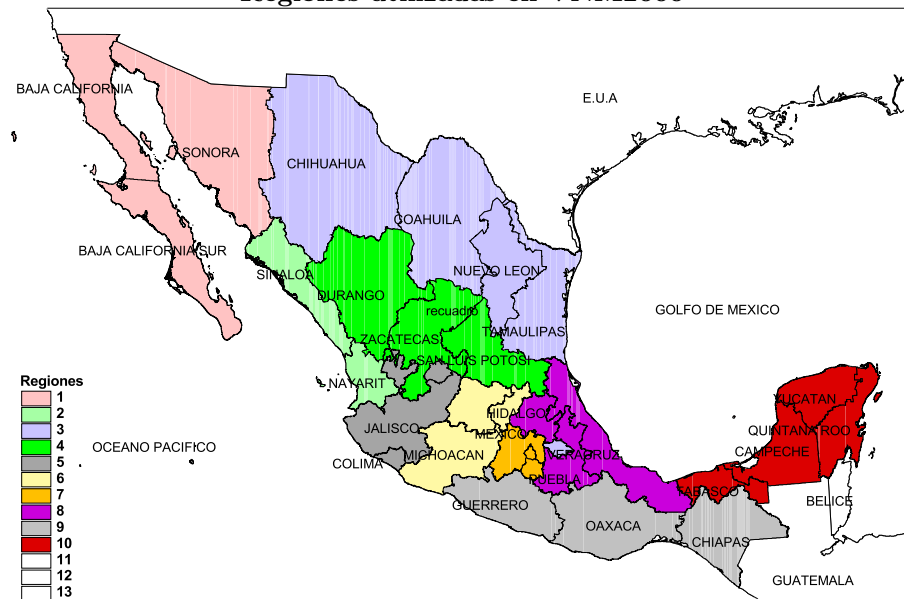 E.U.A
BAJA CALIFORNIA
SONORA
CHIHUAHUA
COAHUILA
BAJA CALIFORNIA SUR
SINALOA
NUEVO LEON
DURANGO
recuadro
GOLFO DE MEXICO
ZACATECAS
TAMAULIPAS
SAN LUIS POTOSI
NAYARIT
Regiones
1
2
3
4
5
6
7
8
9
10
11
12
13
YUCATAN
HIDALGO
JALISCO
MEXICO
QUINTANA ROO
OCEANO PACIFICO
COLIMA
MICHOACAN
VERACRUZ
CAMPECHE
PUEBLA
TABASCO
BELICE
GUERRERO
OAXACA
CHIAPAS
GUATEMALA